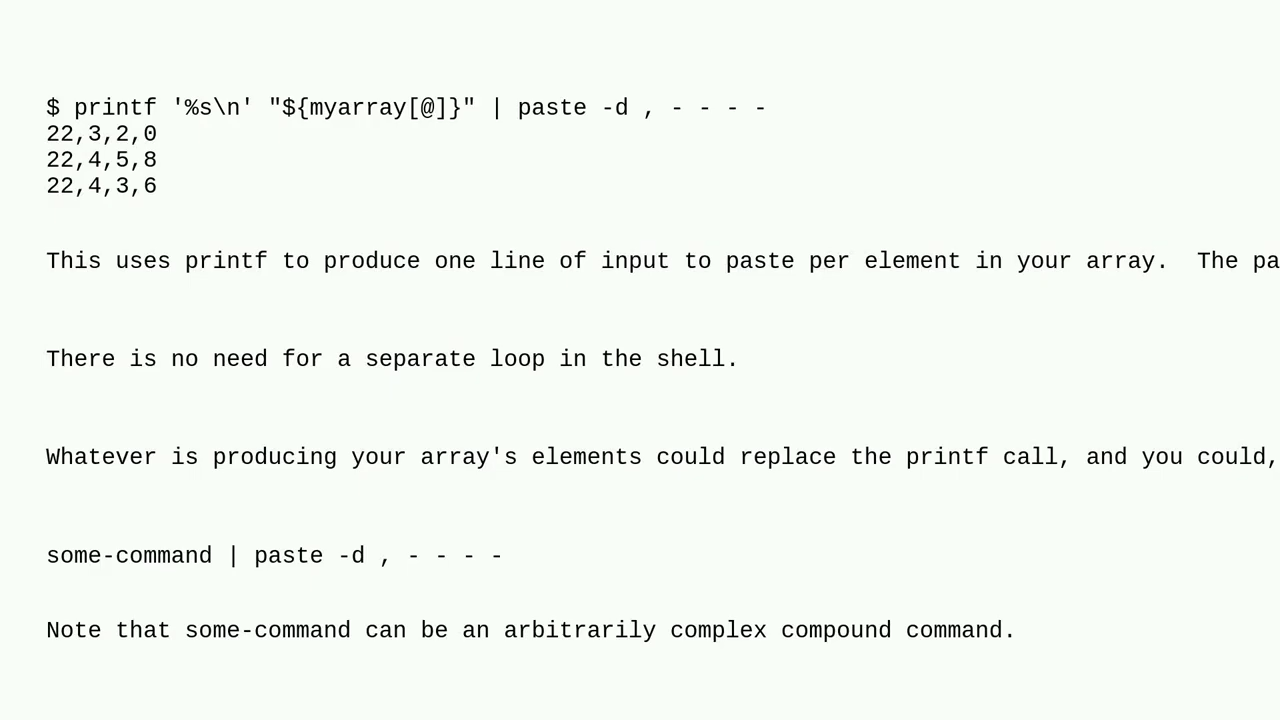 $ printf '%s\n' "${myarray[@]}" | paste -d , - - - -
22,3,2,0
22,4,5,8
22,4,3,6
This uses printf to produce one line of input to paste per element in your array.  The pa
There is no need for a separate loop in the shell.
Whatever is producing your array's elements could replace the printf call, and you could,
some-command | paste -d , - - - -
Note that some-command can be an arbitrarily complex compound command.